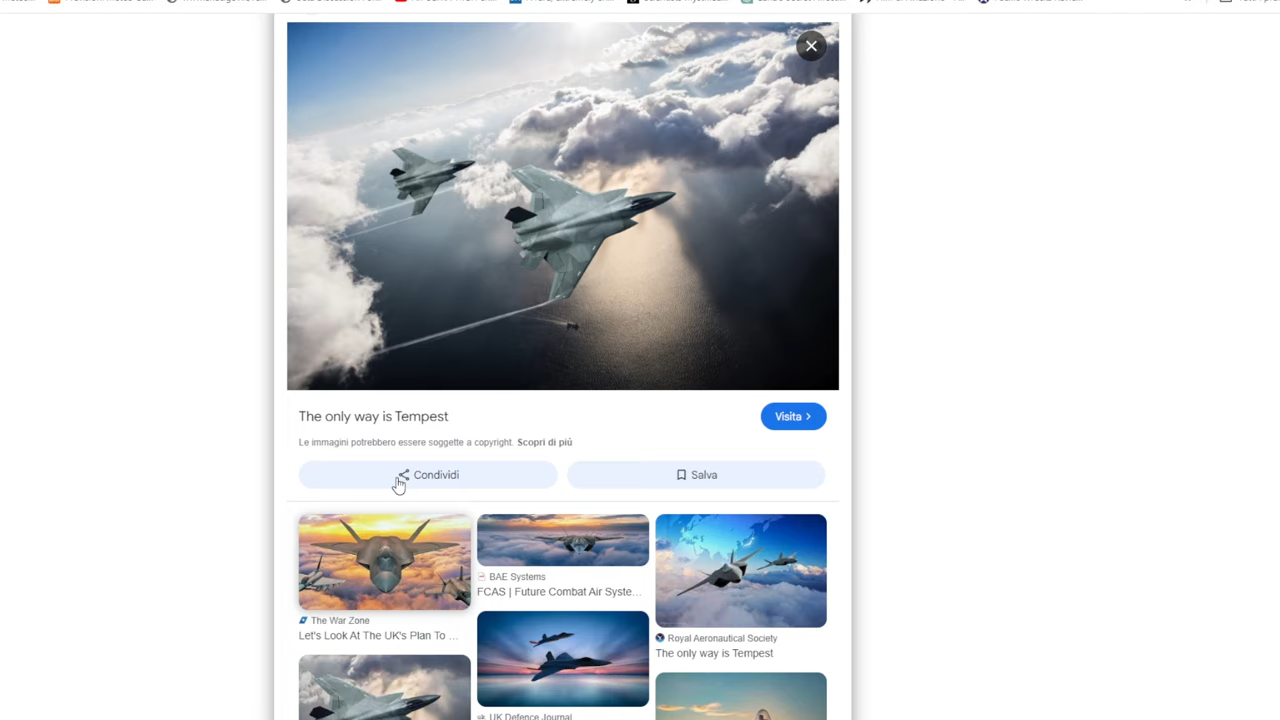 The only way is Tempest
Visita
Le immagini potrebbero essere soggette a copyright. Scopri di più
Condividi
Salva
The War Zone
Let's Look At The UK's Plan To ...
BAE Systems
FCAS | Future Combat Air Syste...
Royal Aeronautical Society
The only way is Tempest
UK Defence Journal